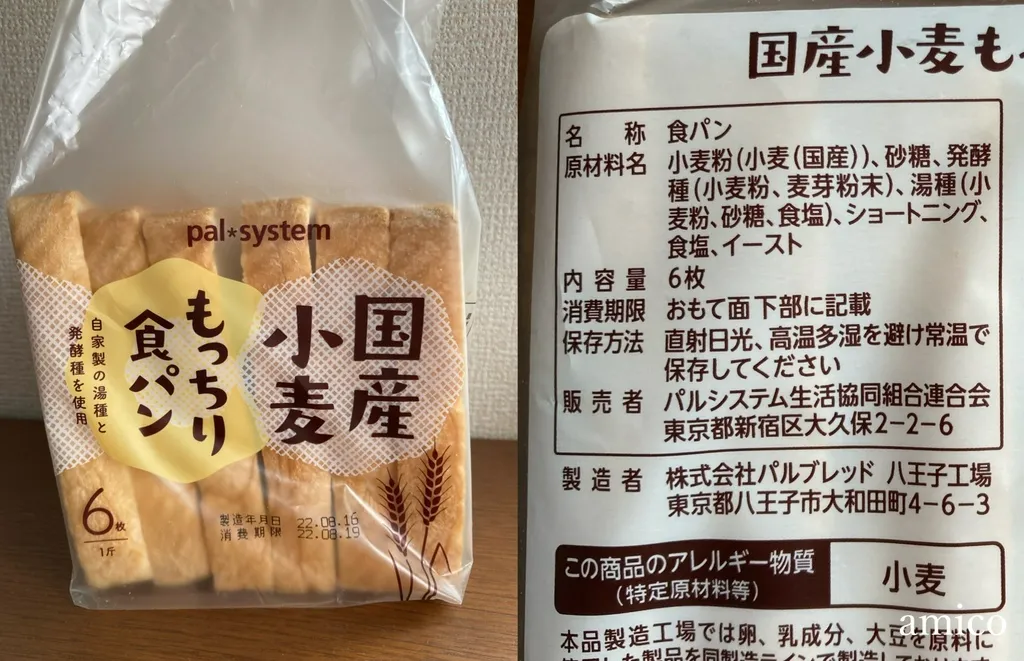 pal*system
国産
小麦
もっちり
食パン
自家製の湯種と
発酵種を使用
6枚
1斤
製造年月日 22.08.16
消費期限 22.08.19
国産小麦も
名称 食パン
原材料名 小麦粉(小麦(国産))、砂糖、発酵
種(小麦粉、麦芽粉末)、湯種(小
麦粉、砂糖、食塩)、ショートニング、
食塩、イースト
内容量 6枚
消費期限 おもて面下部に記載
保存方法 直射日光、高温多湿を避け常温で
保存してください
販売者 パルシステム生活協同組合連合会
東京都新宿区大久保2-2-6
製造者 株式会社パルブレッド 八王子工場
東京都八王子市大和田町4-6-3
この商品のアレルギー物質
(特定原材料等)
小麦
本品製造工場では卵、乳成分、大豆を原料に
amico